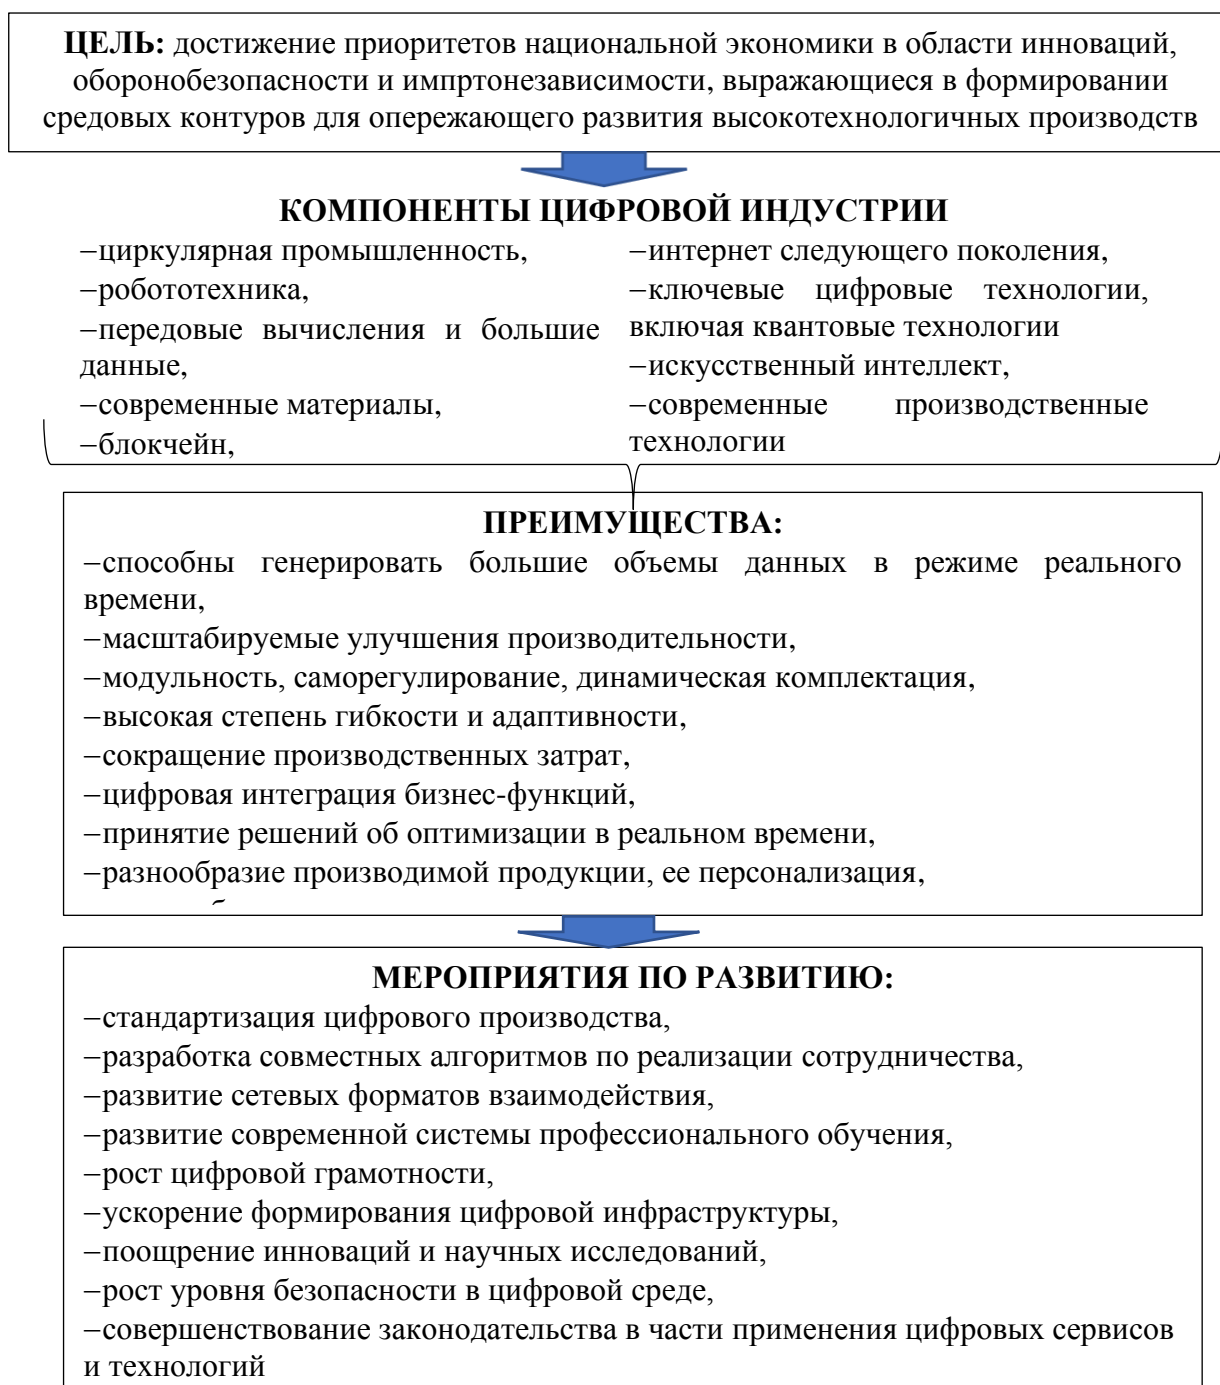 ЦЕЛЬ: достижение приоритетов национальной экономики в области инноваций,
оборонобезопасности и импртонезависимости, выражающиеся в формировании
средовых контуров для опережающего развития высокотехнологичных производств
КОМПОНЕНТЫ ЦИФРОВОЙ ИНДУСТРИИ
−циркулярная промышленность,
−робототехника,
−передовые вычисления и большие
данные,
−современные материалы,
−блокчейн,
−интернет следующего поколения,
−ключевые цифровые технологии,
включая квантовые технологии
−искусственный интеллект,
−современные производственные
технологии
ПРЕИМУЩЕСТВА:
−способны генерировать большие объемы данных в режиме реального
времени,
−масштабируемые улучшения производительности,
−модульность, саморегулирование, динамическая комплектация,
−высокая степень гибкости и адаптивности,
−сокращение производственных затрат,
−цифровая интеграция бизнес-функций,
−принятие решений об оптимизации в реальном времени,
−разнообразие производимой продукции, ее персонализация,
МЕРОПРИЯТИЯ ПО РАЗВИТИЮ:
−стандартизация цифрового производства,
−разработка совместных алгоритмов по реализации сотрудничества,
−развитие сетевых форматов взаимодействия,
−развитие современной системы профессионального обучения,
−рост цифровой грамотности,
−ускорение формирования цифровой инфраструктуры,
−поощрение инноваций и научных исследований,
−рост уровня безопасности в цифровой среде,
−совершенствование законодательства в части применения цифровых сервисов
и технологий